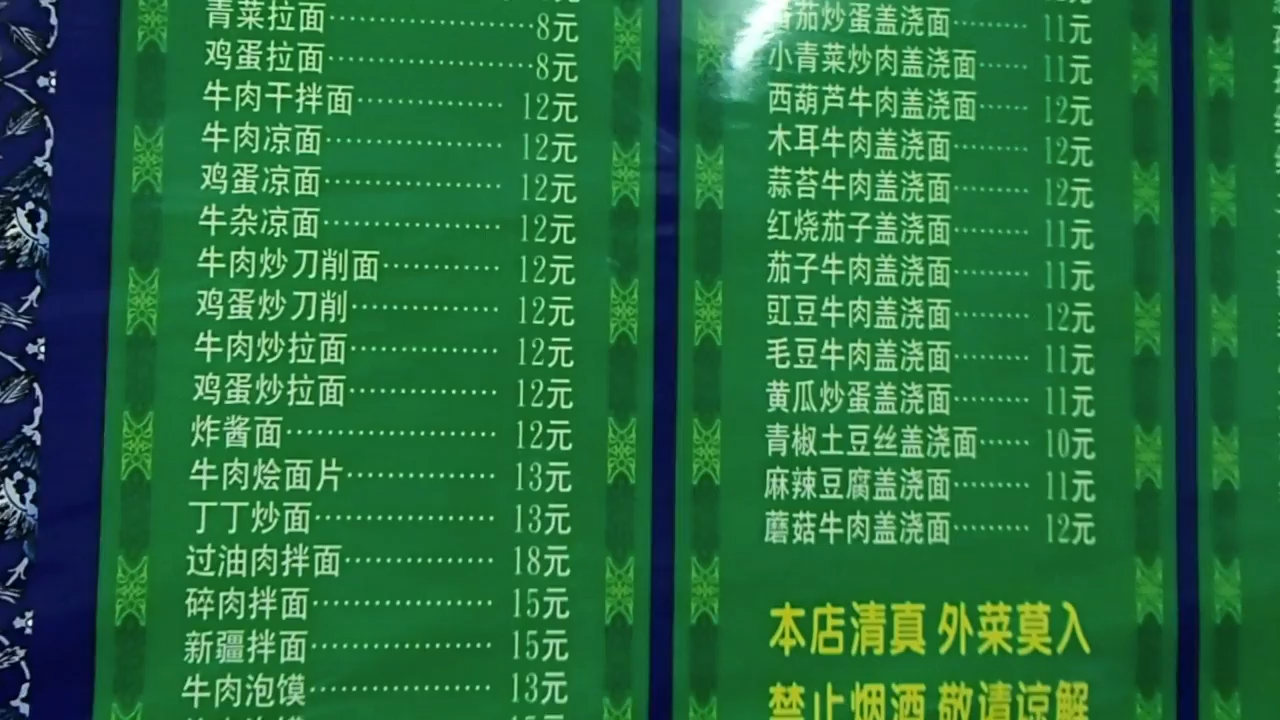 青菜拉面··················8元
鸡蛋拉面··················8元
牛肉干拌面············12元
牛肉凉面···············12元
鸡蛋凉面···············12元
牛杂凉面···············12元
牛肉炒刀削面·········12元
鸡蛋炒刀削············12元
牛肉炒拉面············12元
鸡蛋炒拉面············12元
炸酱面·················12元
牛肉烩面片············13元
丁丁炒面···············13元
过油肉拌面············18元
碎肉拌面···············15元
新疆拌面···············15元
牛肉泡馍···············13元
番茄炒蛋盖浇面·········11元
小青菜炒肉盖浇面······11元
西葫芦牛肉盖浇面······12元
木耳牛肉盖浇面·········12元
蒜苔牛肉盖浇面·········12元
红烧茄子盖浇面·········11元
茄子牛肉盖浇面·········11元
豇豆牛肉盖浇面·········12元
毛豆牛肉盖浇面·········11元
黄瓜炒蛋盖浇面·········11元
青椒土豆丝盖浇面······10元
麻辣豆腐盖浇面·········11元
蘑菇牛肉盖浇面·········12元
本店清真 外菜莫入
禁止烟酒 敬请谅解